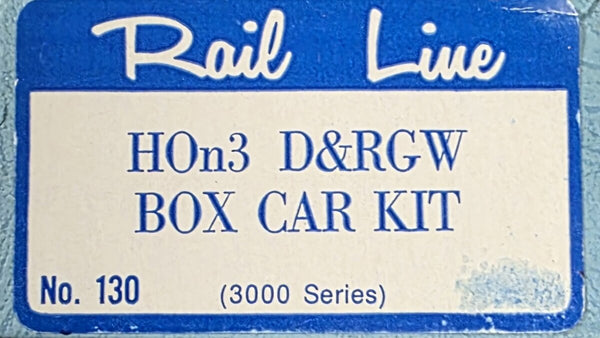 Rail Line
HOn3 D&RGW
BOX CAR KIT
No. 130 (3000 Series)